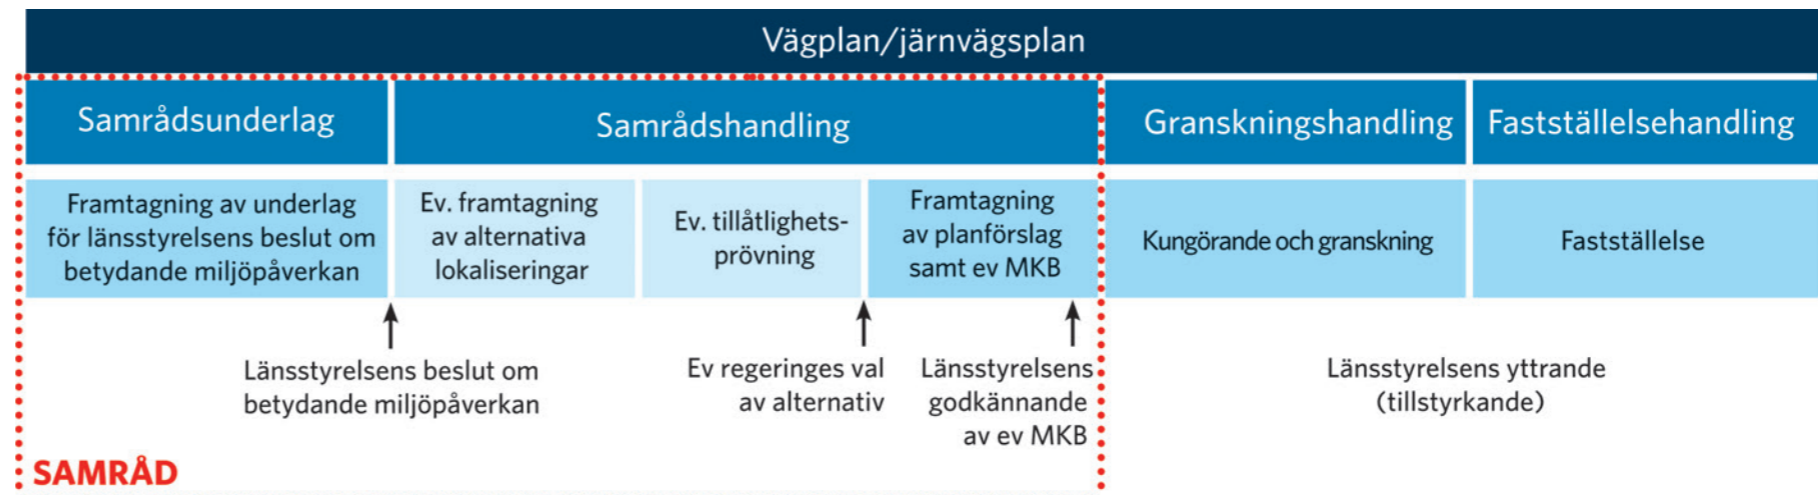 Vägplan/järnvägsplan
Samrådsunderlag
Samrådshandling
Granskningshandling
Fastställelsehandling
Framtagning av underlag
för länsstyrelsens beslut om
betydande miljöpåverkan
Ev. framtagning
av alternativa
lokaliseringar
Ev. tillåtlighets-
prövning
Framtagning
av planförslag
samt ev MKB
Kungörande och granskning
Fastställelse
Länsstyrelsens beslut om
betydande miljöpåverkan
Ev regeringes val
av alternativ
Länsstyrelsens
godkännande
av ev MKB
Länsstyrelsens yttrande
(tillstyrkande)
SAMRÅD